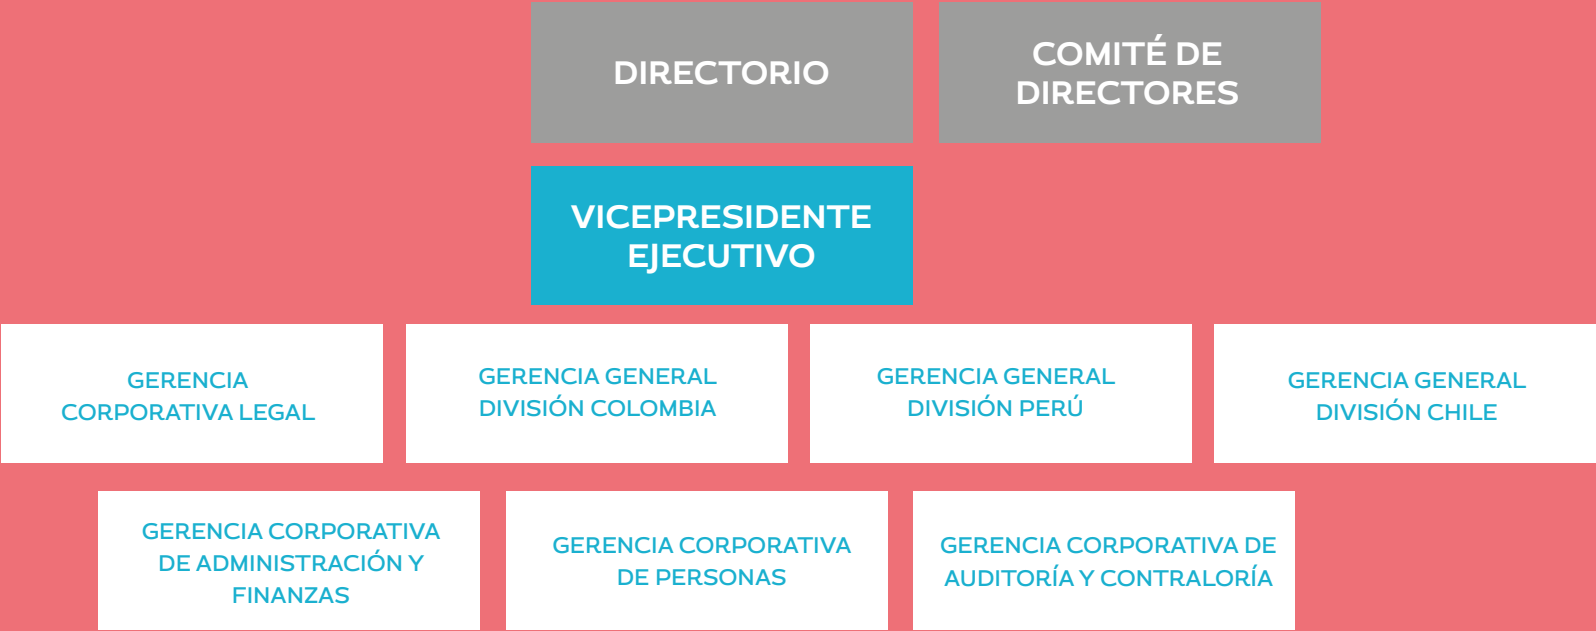 DIRECTORIO
COMITÉ DE
DIRECTORES
VICEPRESIDENTE
EJECUTIVO
GERENCIA
CORPORATIVA LEGAL
GERENCIA GENERAL
DIVISIÓN COLOMBIA
GERENCIA GENERAL
DIVISIÓN PERÚ
GERENCIA GENERAL
DIVISIÓN CHILE
GERENCIA CORPORATIVA
DE ADMINISTRACIÓN Y
FINANZAS
GERENCIA CORPORATIVA
DE PERSONAS
GERENCIA CORPORATIVA DE
AUDITORÍA Y CONTRALORÍA